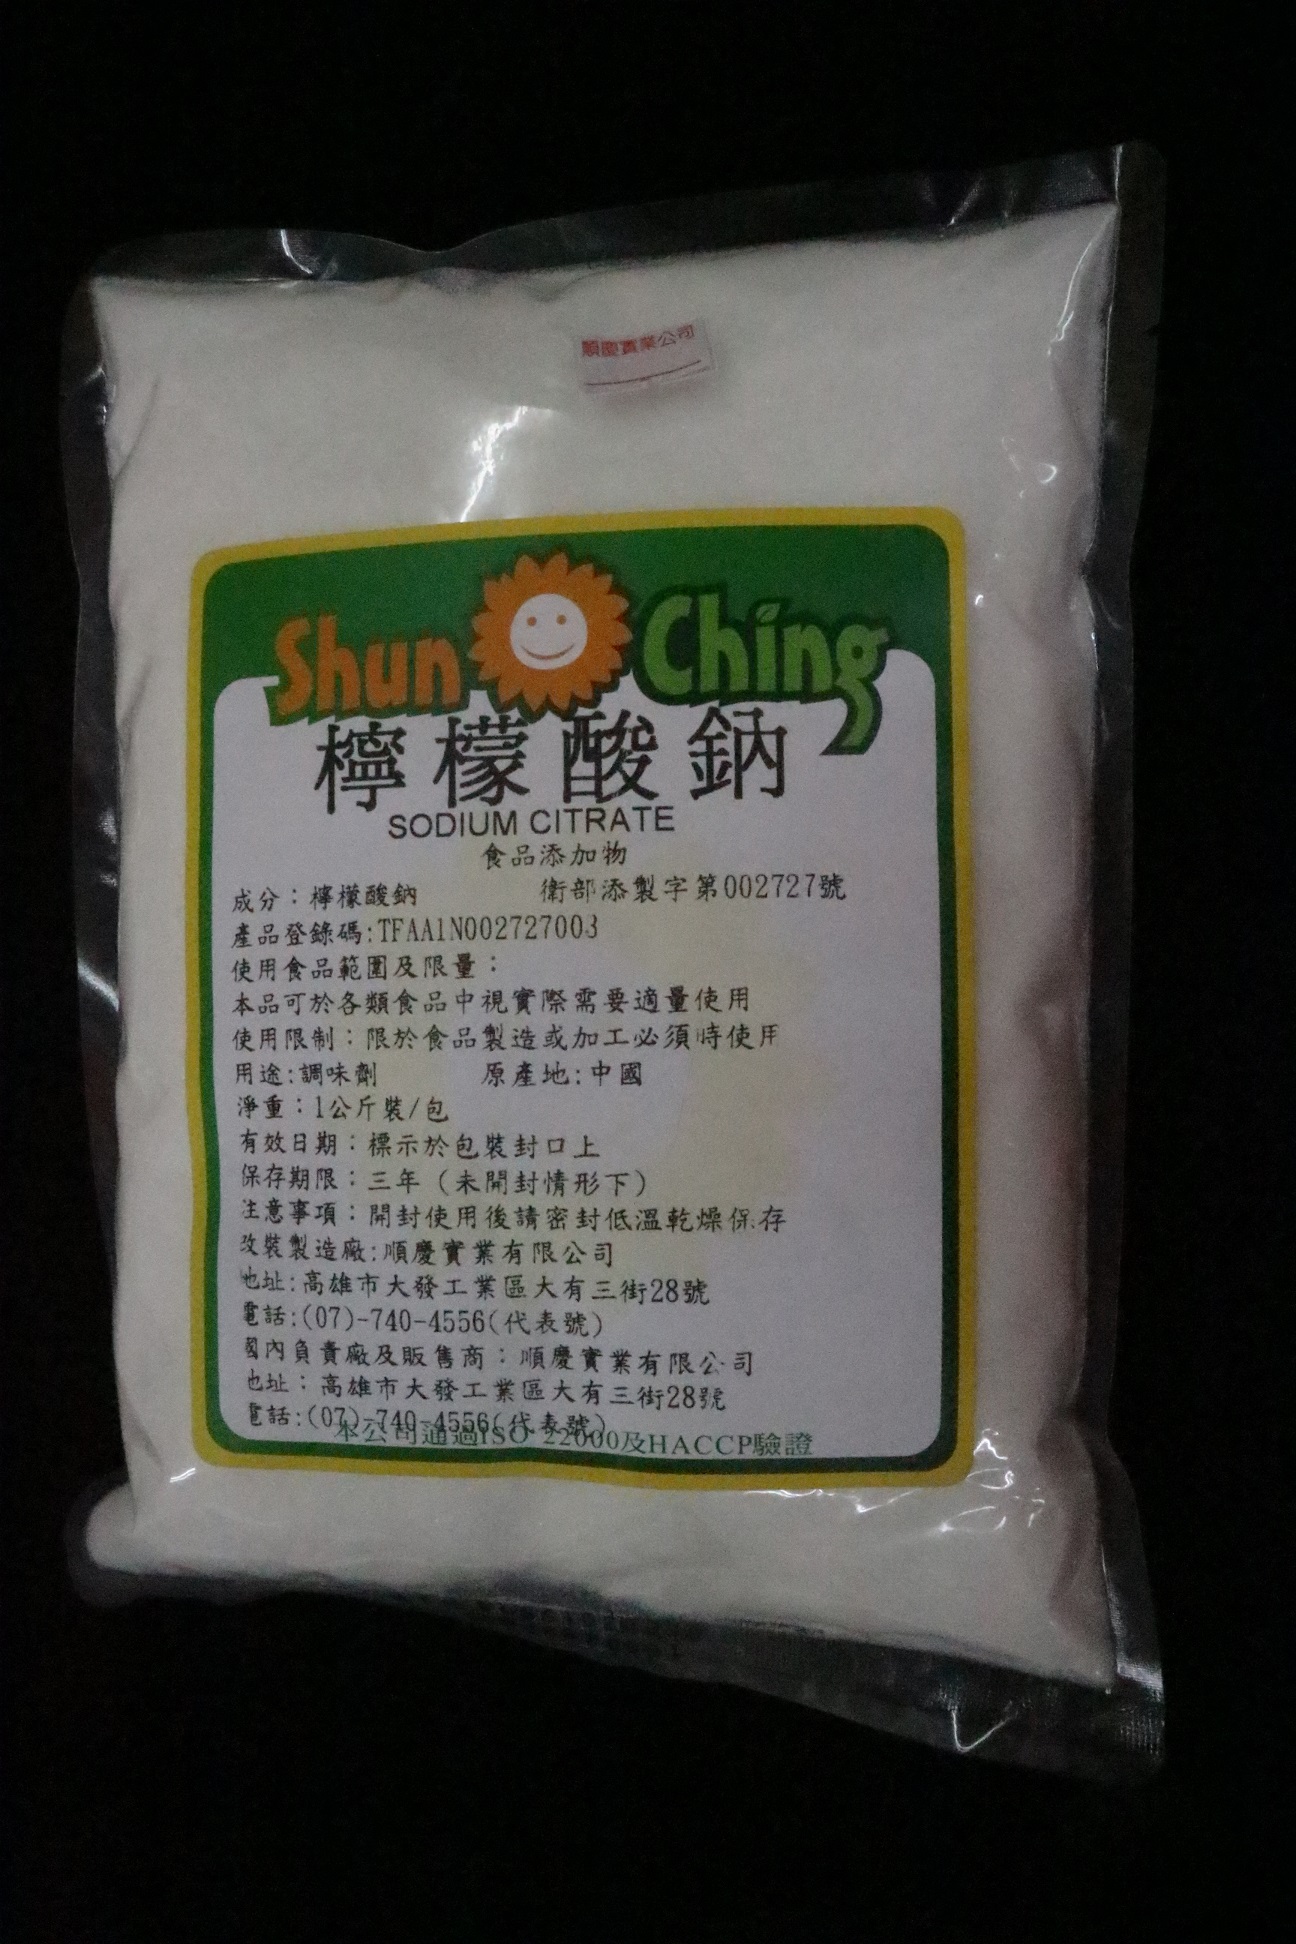 順慶實業公司
Shun Ching
檸檬酸鈉
SODIUM CITRATE
食品添加物
成分：檸檬酸鈉 衛部添製字第002727號
產品登錄碼:TFAA1N002727003
使用食品範圍及限量：
本品可於各類食品中視實際需要適量使用
使用限制：限於食品製造或加工必須時使用
用途:調味劑 原產地:中國
淨重：1公斤裝/包
有效日期：標示於包裝封口上
保存期限：三年（未開封情形下）
注意事項：開封使用後請密封低溫乾燥保存
改裝製造廠:順慶實業有限公司
地址:高雄市大發工業區大有三街28號
電話:(07)-740-4556(代表號)
國內負責廠及販售商：順慶實業有限公司
地址：高雄市大發工業區大有三街28號
電話:(07)-740-4556(代表號)
本公司通過ISO 22000及HACCP驗證